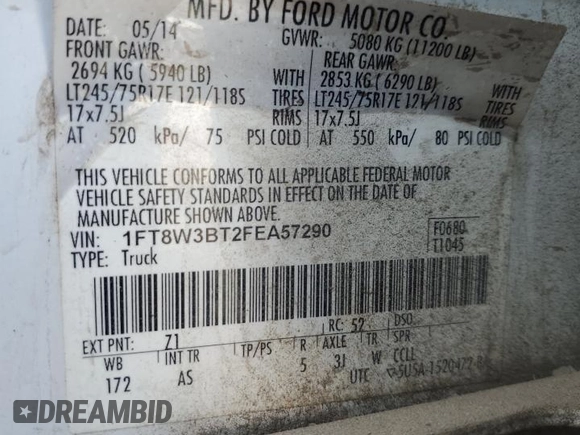 MFD. BY FORD MOTOR CO.
DATE: 05/14 GVWR: 5080 KG (11200 LB)
FRONT GAWR: REAR GAWR:
2694 KG (5940 LB) WITH 2853 KG (6290 LB) WITH
LT245/75R17E 121/118S TIRES LT245/75R17E 121/118S TIRES
17x7.5J RIMS 17x7.5J RIMS
AT 520 kPa/ 75 PSI COLD AT 550 kPa/ 80 PSI COLD
THIS VEHICLE CONFORMS TO ALL APPLICABLE FEDERAL MOTOR
VEHICLE SAFETY STANDARDS IN EFFECT ON THE DATE OF
MANUFACTURE SHOWN ABOVE.
VIN: 1FT8W3BT2FEA57290 F0680
TYPE: Truck T1045
EXT PNT: Z1 RC: 52 DSO:
WB INT TR TP/PS R AXLE TR SPR
172 AS 5 3J W CCLL
UTC
DREAMBID